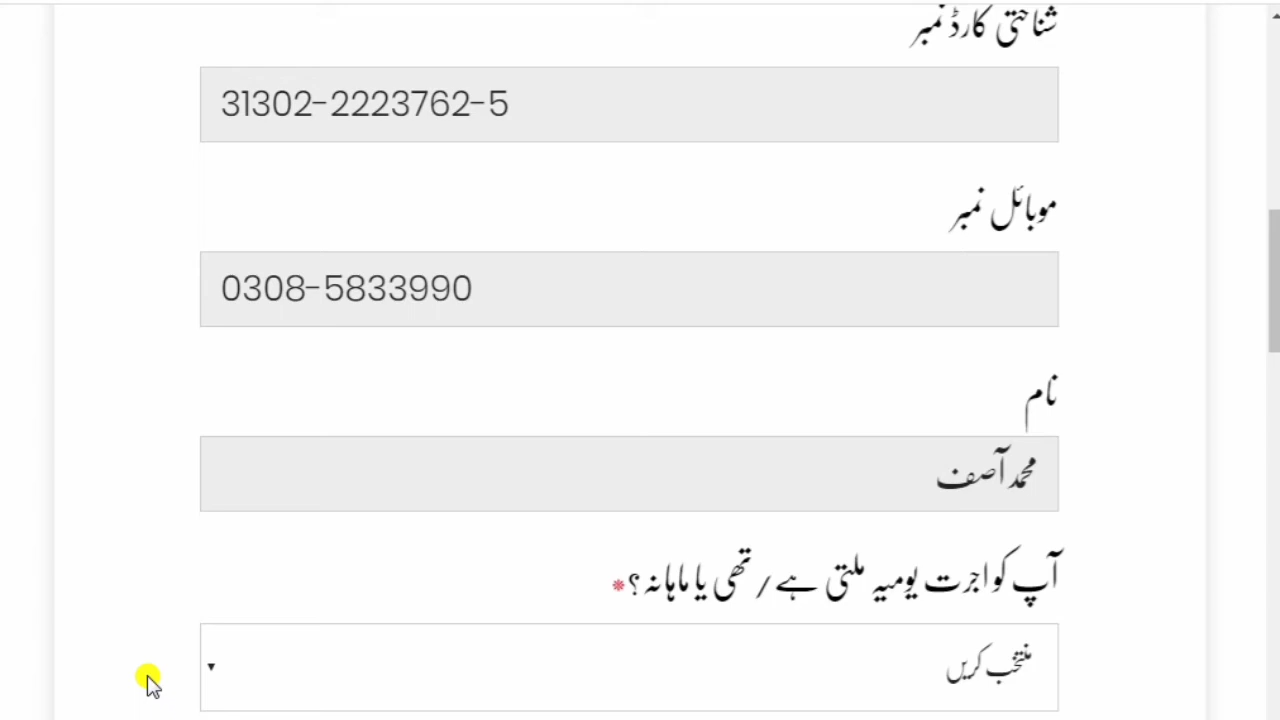 شناختی کارڈ نمبر
31302-2223762-5
موبائل نمبر
0308-5833990
نام
محمد آصف
آپ کو اجرت یومیہ ملتی ہے / تھی یا ماہانہ؟*
منتخب کریں